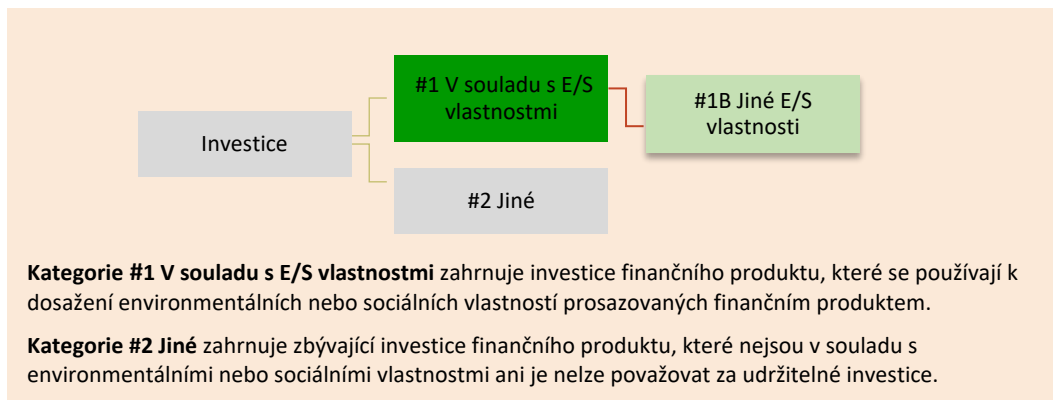 #1 V souladu s E/S
vlastnostmi
#1B Jiné E/S
vlastnosti
Investice
#2 Jiné
Kategorie #1 V souladu s E/S vlastnostmi zahrnuje investice finančního produktu, které se používají k
dosažení environmentálních nebo sociálních vlastností prosazovaných finančním produktem.
Kategorie #2 Jiné zahrnuje zbývající investice finančního produktu, které nejsou v souladu s
environmentálními nebo sociálními vlastnostmi ani je nelze považovat za udržitelné investice.